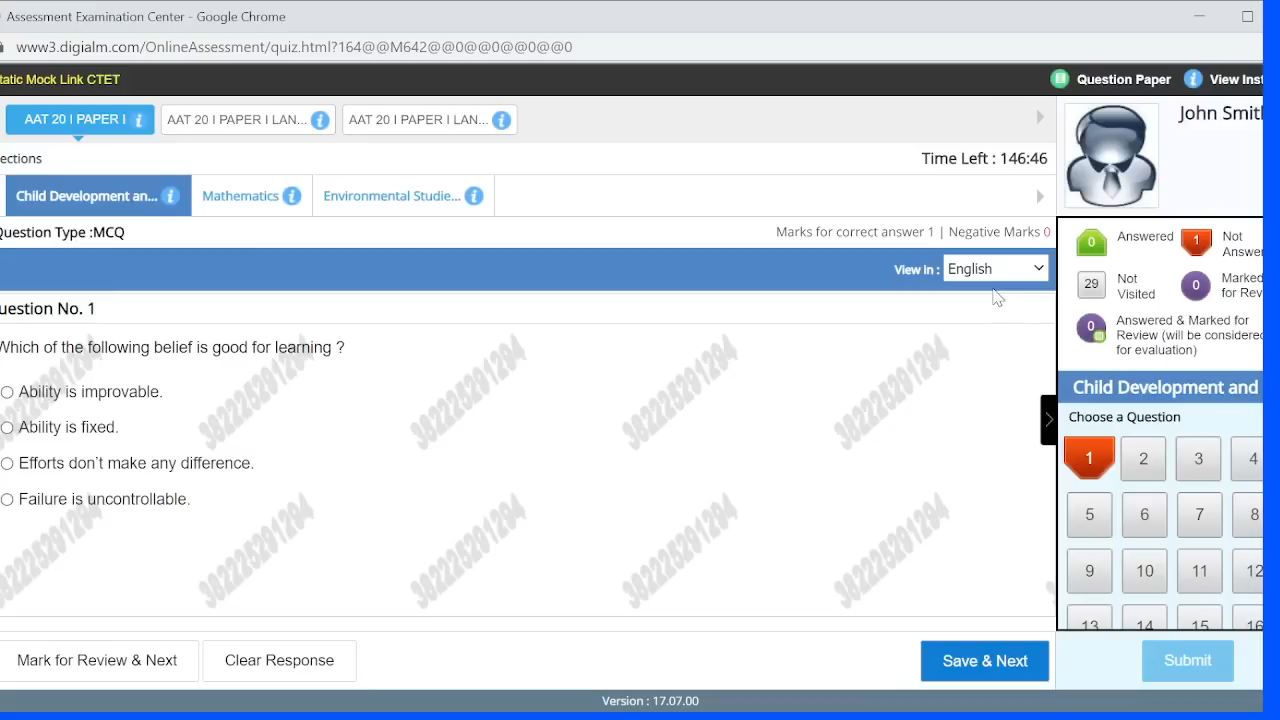 Assessment Examination Center - Google Chrome
www3.digialm.com/OnlineAssessment/quiz.html?164@@M642@@0@@0@@0@@0
tatic Mock Link CTET
Question Paper
View Inst
AAT 20 I PAPER I
AAT 20 I PAPER I LAN...
AAT 20 I PAPER I LAN...
John Smit
ections
Time Left : 146:46
Child Development an...
Mathematics
Environmental Studie...
Question Type :MCQ
Marks for correct answer 1 | Negative Marks 0
View in :
English
uestion No. 1
Which of the following belief is good for learning ?
Ability is improvable.
Ability is fixed.
Efforts don't make any difference.
Failure is uncontrollable.
382225291294
0
Answered
1
Not
Answer
29
Not
Visited
0
Marked
for Rev
0
Answered & Marked for
Review (will be considered
for evaluation)
Child Development and
Choose a Question
1 2 3 4
5 6 7 8
9 10 11 12
13 14 15 16
Mark for Review & Next
Clear Response
Save & Next
Submit
Version : 17.07.00